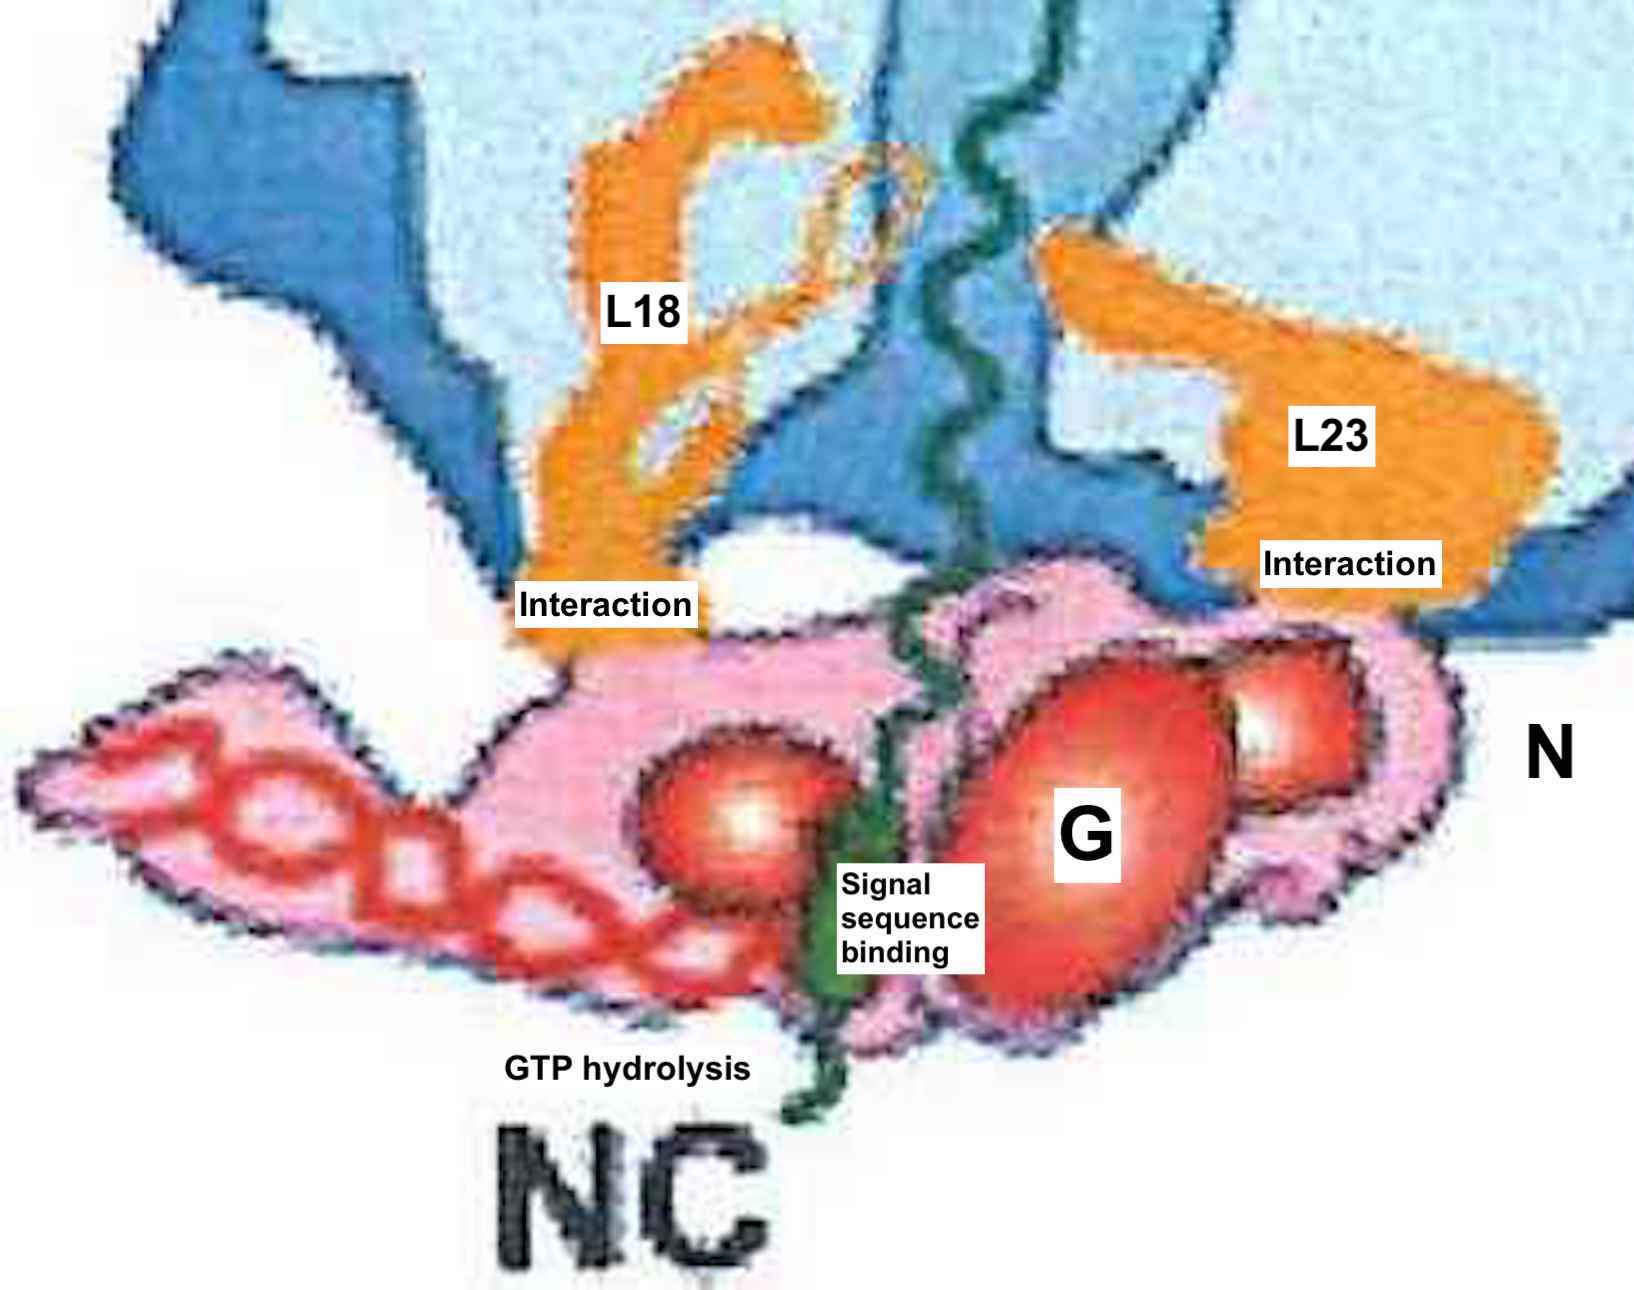 L18
L23
Interaction
Interaction
N
G
Signal
sequence
binding
GTP hydrolysis
NC